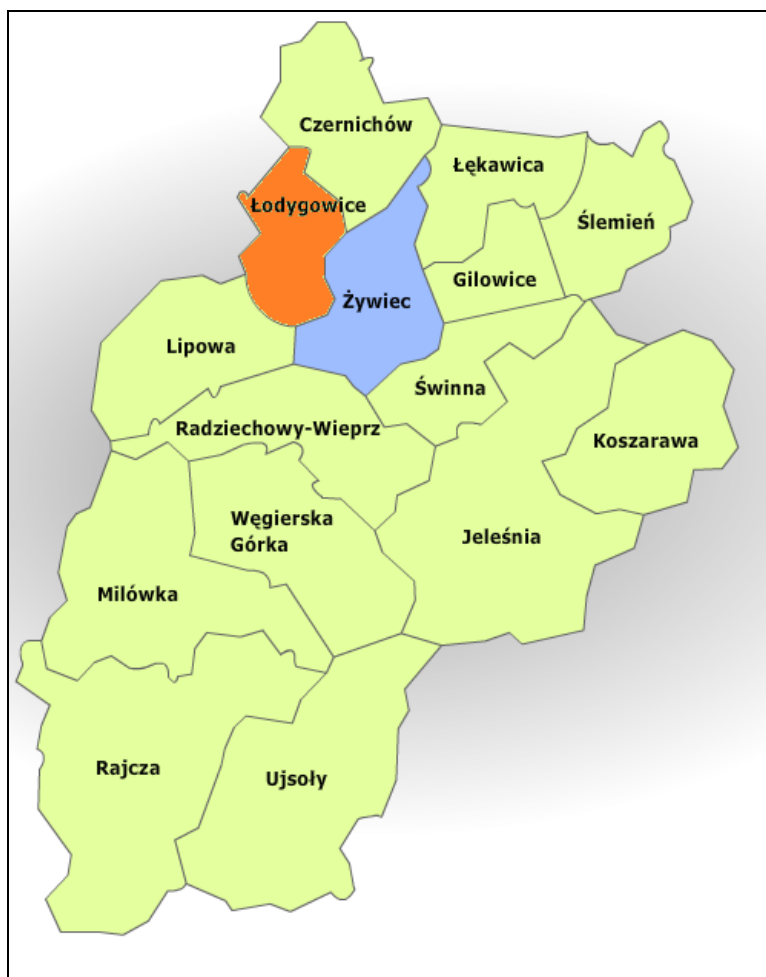 Czernichów
Łękawica
Łodygowice
Ślemień
Gilowice
Żywiec
Lipowa
Świnna
Radziechowy-Wieprz
Koszarawa
Węgierska
Górka
Jeleśnia
Milówka
Rajcza
Ujsoły